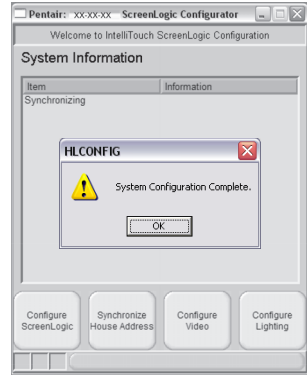 Pentair: xx-xx-xx ScreenLogic Configurator
Welcome to IntelliTouch ScreenLogic Configuration
System Information
Item Information
Synchronizing
HLCONFIG
System Configuration Complete.
OK
Configure ScreenLogic
Synchronize House Address
Configure Video
Configure Lighting